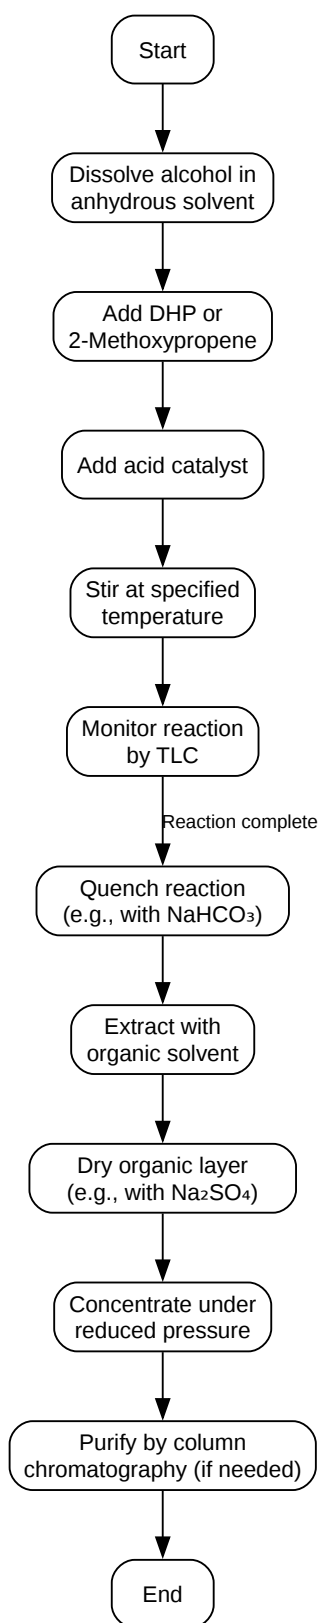 Start
Dissolve alcohol in
anhydrous solvent
Add DHP or
2-Methoxypropene
Add acid catalyst
Stir at specified
temperature
Monitor reaction
by TLC
Reaction complete
Quench reaction
(e.g., with NaHCO₃)
Extract with
organic solvent
Dry organic layer
(e.g., with Na₂SO₄)
Concentrate under
reduced pressure
Purify by column
chromatography (if needed)
End